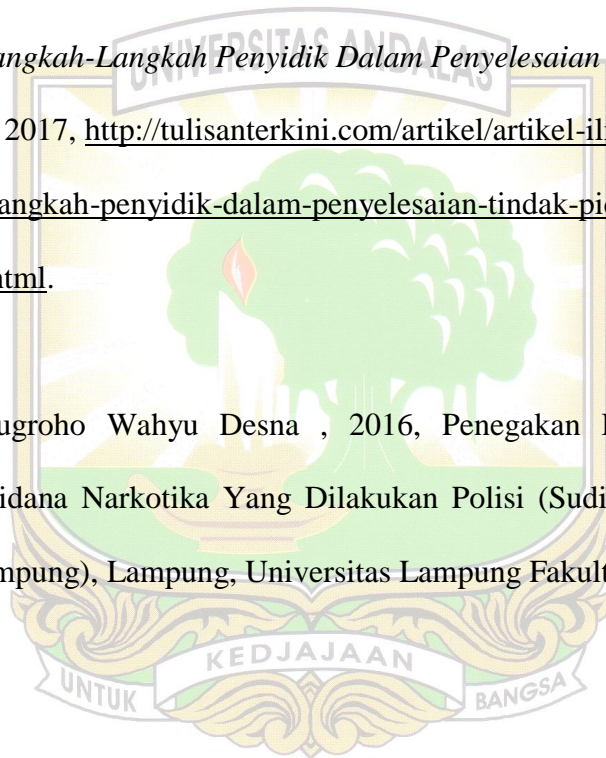 UNIVERSITAS ANDALAS
angkah-Langkah Penyidik Dalam Penyelesaian
2017, http://tulisanterkini.com/artikel/artikel-il
angkah-penyidik-dalam-penyelesaian-tindak-pi
html.
ugroho Wahyu Desna , 2016, Penegakan
idana Narkotika Yang Dilakukan Polisi (Sudi
mpung), Lampung, Universitas Lampung Fakult
KEDJAJAAN
UNTUK
BANGSA